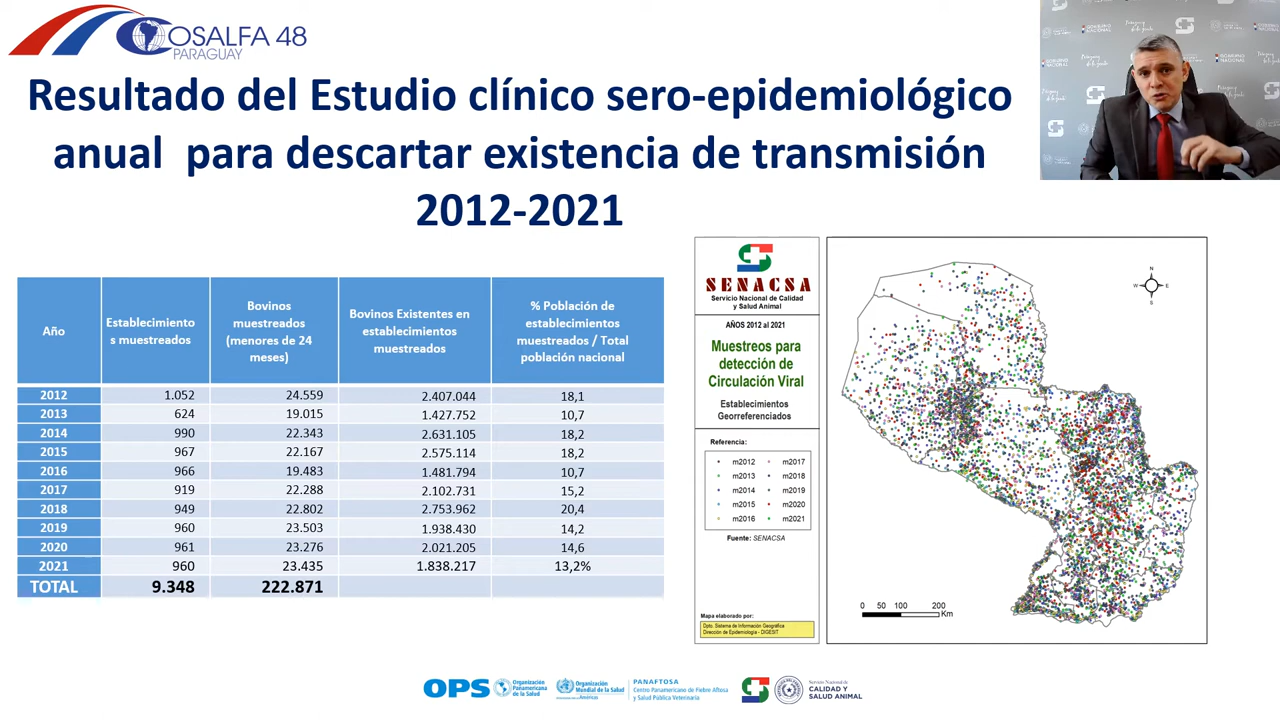 COSALFA 48
PARAGUAY
Resultado del Estudio clínico sero-epidemiológico
anual para descartar existencia de transmisión
2012-2021
Año
Establecimiento
s muestreados
Bovinos
muestreados
(menores de 24
meses)
Bovinos Existentes en
establecimientos
muestreados
% Población de
establecimientos
muestreados / Total
población nacional
2012 1.052 24.559 2.407.044 18,1
2013 624 19.015 1.427.752 10,7
2014 990 22.343 2.631.105 18,2
2015 967 22.167 2.575.114 18,2
2016 966 19.483 1.481.794 10,7
2017 919 22.288 2.102.731 15,2
2018 949 22.802 2.753.962 20,4
2019 960 23.503 1.938.430 14,2
2020 961 23.276 2.021.205 14,6
2021 960 23.435 1.838.217 13,2%
TOTAL 9.348 222.871
SENACSA
Servicio Nacional de Calidad
y Salud Animal
AÑOS 2012 al 2021
Muestreos para
detección de
Circulación Viral
Establecimientos
Georreferenciados
Referencia:
m2012 m2017
m2013 m2018
m2014 m2019
m2015 m2020
m2016 m2021
Fuente: SENACSA
Mapa elaborado por:
Dpto. Sistema de Información Geográfica
Dirección de Epidemiología - DIGESIT
N
W E
S
0 50 100 200
Km
OPS
Organización
Panamericana
de la Salud
Organización
Mundial de la Salud
Américas
PANAFTOSA
Centro Panamericano de Fiebre Aftosa
y Salud Pública Veterinaria
Servicio Nacional de
CALIDAD Y
SALUD ANIMAL
GOBIERNO
NACIONAL
Paraguay
de la gente